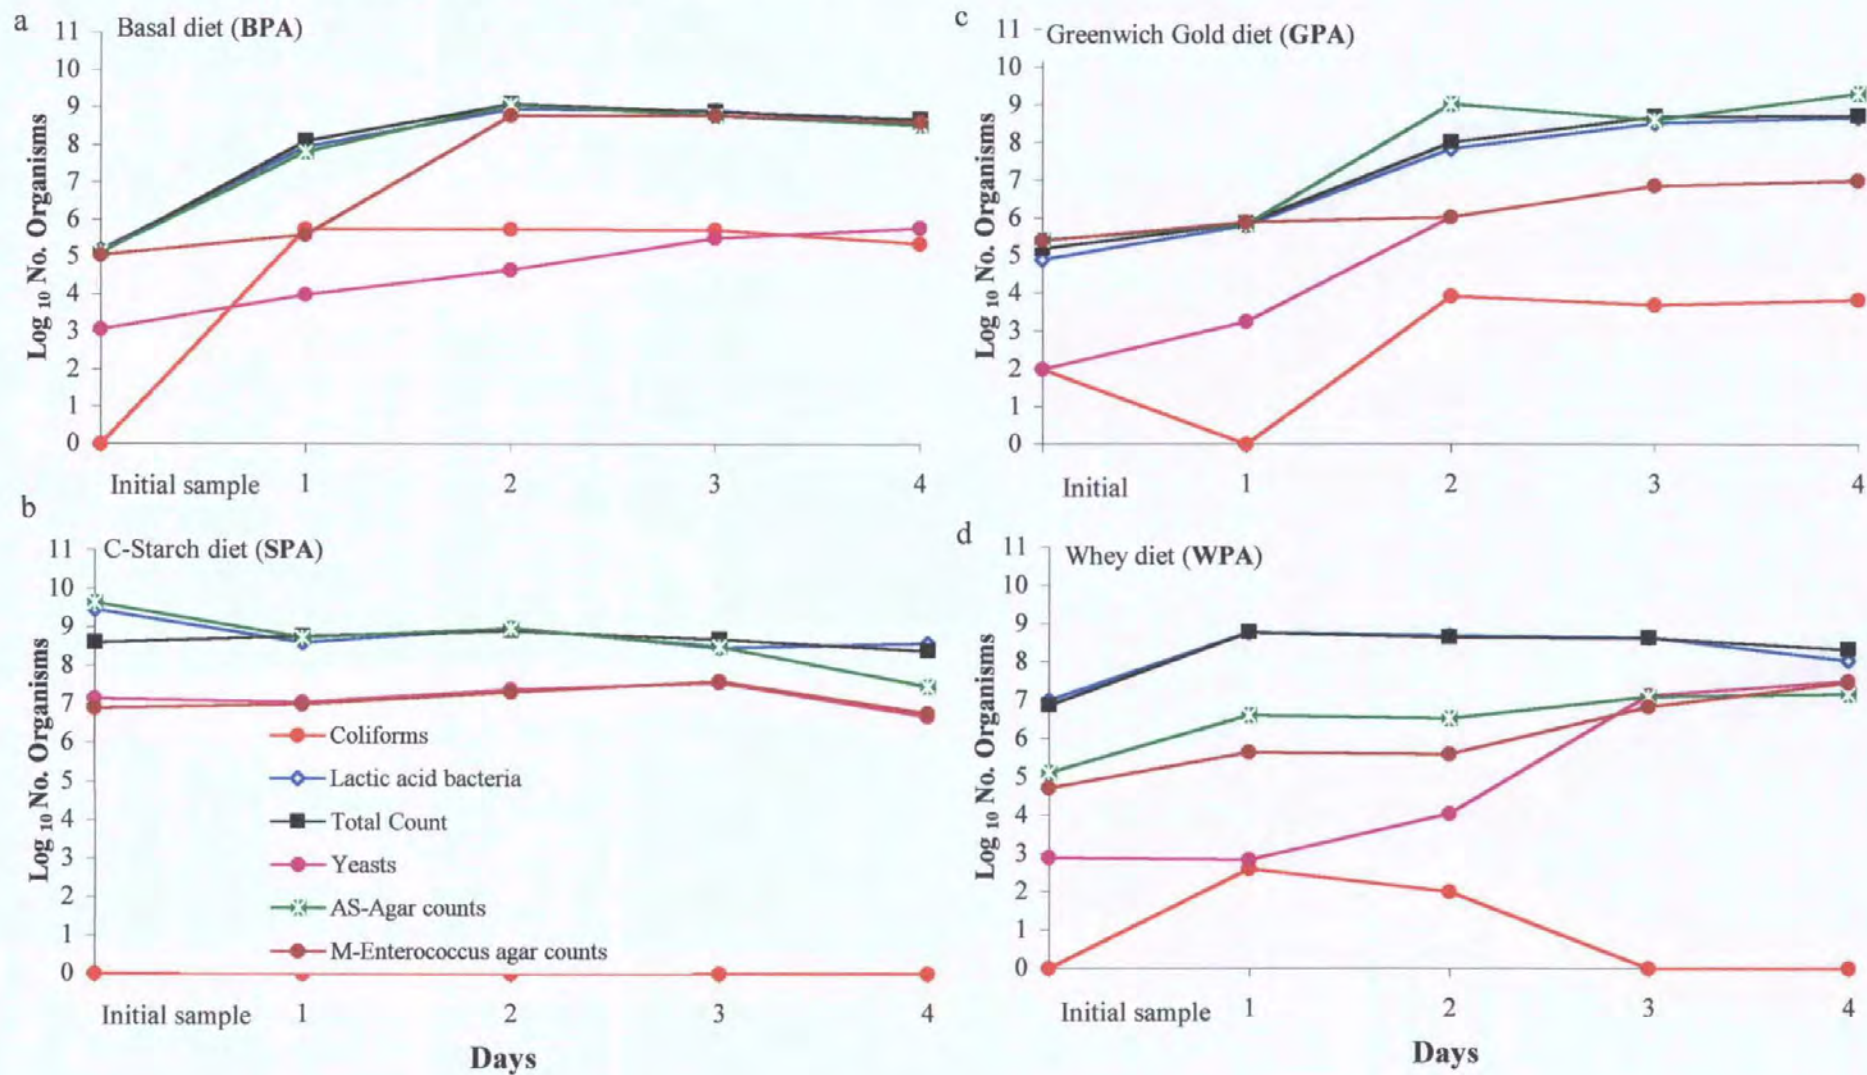 a
Basal diet (BPA)
11
10
9
8
7
6
5
4
3
2
1
0
Log 10 No. Organisms
Initial sample 1 2 3 4
b
C-Starch diet (SPA)
11
10
9
8
7
6
5
4
3
2
1
0
Log 10 No. Organisms
Coliforms
Lactic acid bacteria
Total Count
Yeasts
AS-Agar counts
M-Enterococcus agar counts
Initial sample 1 2 3 4
Days
c
Greenwich Gold diet (GPA)
11
10
9
8
7
6
5
4
3
2
1
0
Log 10 No. Organisms
Initial 1 2 3 4
d
Whey diet (WPA)
11
10
9
8
7
6
5
4
3
2
1
0
Log 10 No. Organisms
Initial sample 1 2 3 4
Days